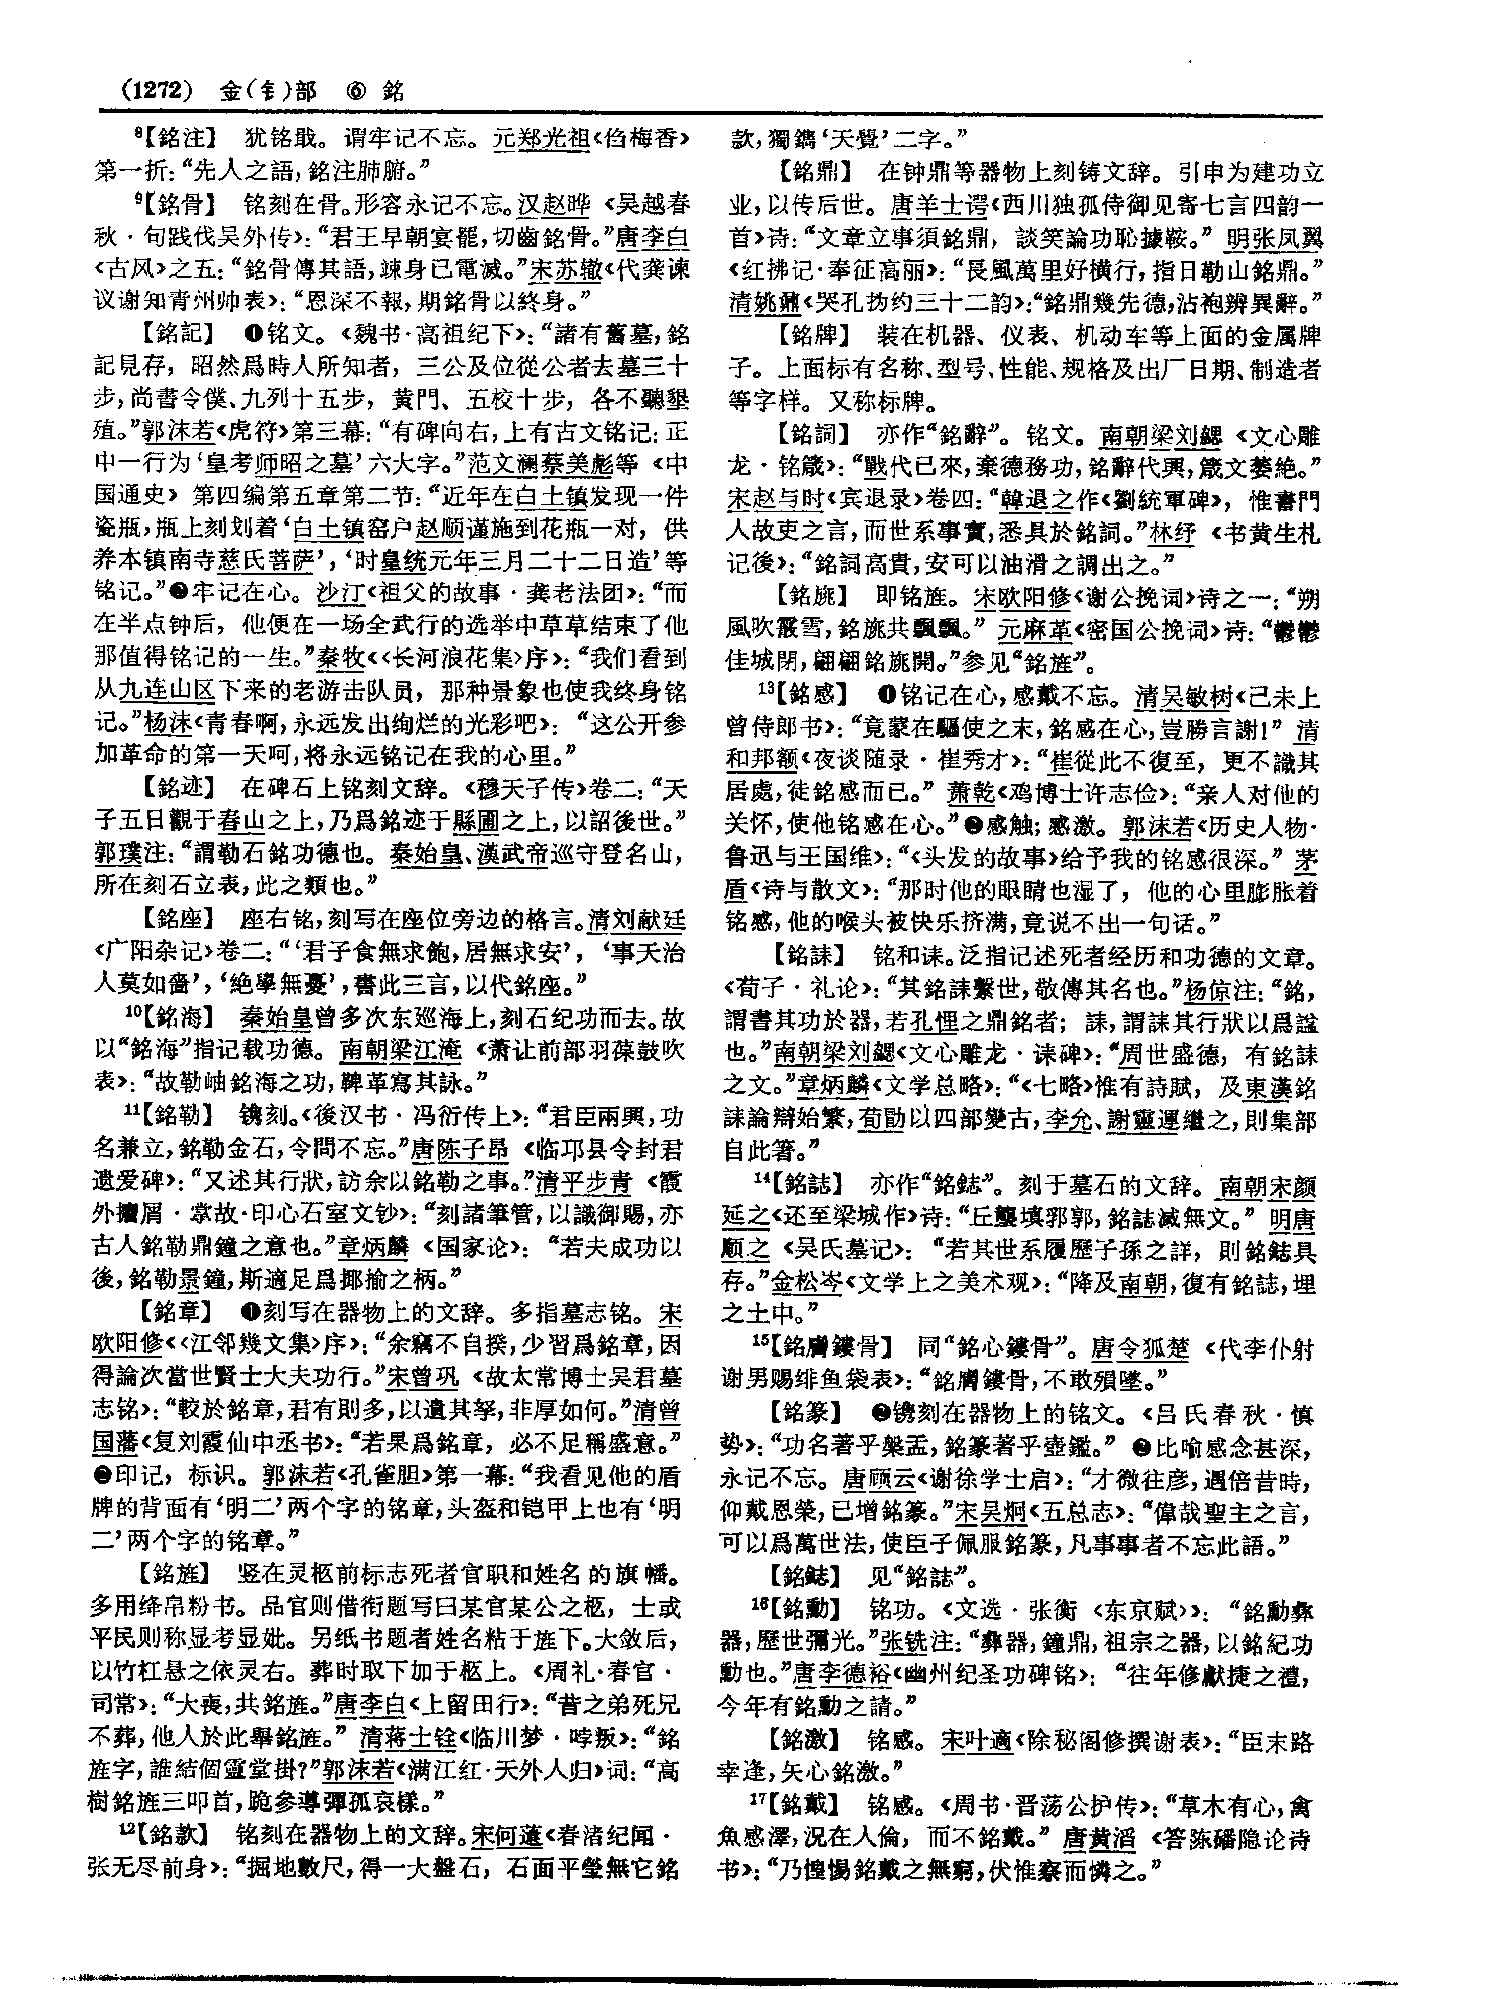 (1272) 金(钅)部 ⑥ 銘
⁸【銘注】 犹铭戢。谓牢记不忘。元郑光祖《㑳梅香》
第一折:“先人之語,銘注肺腑。”
⁹【銘骨】 铭刻在骨。形容永记不忘。汉赵晔《吴越春
秋·句践伐吴外传》:“君王早朝宴罷,切齒銘骨。”唐李白
《古风》之五:“銘骨傳其語,竦身已電滅。”宋苏辙《代龚谏
议谢知青州帅表》:“恩深不報,期銘骨以終身。”
【銘記】 ❶铭文。《魏书·高祖纪下》:“諸有舊墓,銘
記見存,昭然爲時人所知者,三公及位從公者去墓三十
步,尚書令僕、九列十五步,黄門、五校十步,各不聽墾
殖。”郭沫若《虎符》第三幕:“有碑向右,上有古文铭记:正
中一行为‘皇考师昭之墓’六大字。”范文澜蔡美彪等《中
国通史》第四编第五章第二节:“近年在白土镇发现一件
瓷瓶,瓶上刻划着‘白土镇窑户赵顺谨施到花瓶一对,供
养本镇南寺慈氏菩萨’,‘时皇统元年三月二十二日造’等
铭记。”❷牢记在心。沙汀《祖父的故事·龚老法团》:“而
在半点钟后,他便在一场全武行的选举中草草结束了他
那值得铭记的一生。”秦牧《〈长河浪花集〉序》:“我们看到
从九连山区下来的老游击队员,那种景象也使我终身铭
记。”杨沫《青春啊,永远发出绚烂的光彩吧》:“这公开参
加革命的第一天呵,将永远铭记在我的心里。”
【銘迹】 在碑石上铭刻文辞。《穆天子传》卷二:“天
子五日觀于舂山之上,乃爲銘迹于縣圃之上,以詔後世。”
郭璞注:“謂勒石銘功德也。秦始皇、漢武帝巡守登名山,
所在刻石立表,此之類也。”
【銘座】 座右铭,刻写在座位旁边的格言。清刘献廷
《广阳杂记》卷二:“‘君子食無求飽,居無求安’,‘事天治
人莫如嗇’,‘絶學無憂’,書此三言,以代銘座。”
¹⁰【銘海】 秦始皇曾多次东巡海上,刻石纪功而去。故
以“銘海”指记载功德。南朝梁江淹《萧让前部羽葆鼓吹
表》:“故勒岫銘海之功,鞞革寫其詠。”
¹¹【銘勒】 镌刻。《後汉书·冯衍传上》:“君臣兩興,功
名兼立,銘勒金石,令問不忘。”唐陈子昂《临邛县令封君
遗爱碑》:“又述其行狀,訪余以銘勒之事。”清平步青《霞
外攟屑·掌故·印心石室文钞》:“刻諸筆管,以識御賜,亦
古人銘勒鼎鐘之意也。”章炳麟《国家论》:“若夫成功以
後,銘勒景鐘,斯適足爲揶揄之柄。”
【銘章】 ❶刻写在器物上的文辞。多指墓志铭。宋
欧阳修《〈江邻幾文集〉序》:“余竊不自揆,少習爲銘章,因
得論次當世賢士大夫功行。”宋曾巩《故太常博士吴君墓
志铭》:“較於銘章,君有則多,以遺其孥,非厚如何。”清曾
国藩《复刘霞仙中丞书》:“若果爲銘章,必不足稱盛意。”
❷印记,标识。郭沫若《孔雀胆》第一幕:“我看见他的盾
牌的背面有‘明二’两个字的铭章,头盔和铠甲上也有‘明
二’两个字的铭章。”
【銘旌】 竖在灵柩前标志死者官职和姓名的旗幡。
多用绛帛粉书。品官则借衔题写曰某官某公之柩,士或
平民则称显考显妣。另纸书题者姓名粘于旌下。大敛后,
以竹杠悬之依灵右。葬时取下加于柩上。《周礼·春官·
司常》:“大喪,共銘旌。”唐李白《上留田行》:“昔之弟死兄
不葬,他人於此舉銘旌。”清蒋士铨《临川梦·哱叛》:“銘
旌字,誰結個靈堂掛?”郭沫若《满江红·天外人归》词:“高
樹銘旌三叩首,跪參導彈孤哀樣。”
¹²【銘款】 铭刻在器物上的文辞。宋何薳《春渚纪闻·
张无尽前身》:“掘地數尺,得一大盤石,石面平瑩無它銘
款,獨鐫‘天覺’二字。”
【銘鼎】 在钟鼎等器物上刻铸文辞。引申为建功立
业,以传后世。唐羊士谔《西川独孤侍御见寄七言四韵一
首》诗:“文章立事須銘鼎,談笑論功恥據鞍。”明张凤翼
《红拂记·奉征高丽》:“長風萬里好横行,指日勒山銘鼎。”
清姚鼐《哭孔㧑约三十二韵》:“銘鼎幾先德,沾袍辨異辭。”
【銘牌】 装在机器、仪表、机动车等上面的金属牌
子。上面标有名称、型号、性能、规格及出厂日期、制造者
等字样。又称标牌。
【銘詞】 亦作“銘辭”。铭文。南朝梁刘勰《文心雕
龙·铭箴》:“戰代已來,棄德務功,銘辭代興,箴文萎絶。”
宋赵与时《宾退录》卷四:“韓退之作《劉統軍碑》,惟書門
人故吏之言,而世系事實,悉具於銘詞。”林纾《书黄生札
记後》:“銘詞高貴,安可以油滑之調出之。”
【銘旐】 即铭旌。宋欧阳修《谢公挽词》诗之一:“朔
風吹霰雪,銘旐共飄飄。”元麻革《密国公挽词》诗:“鬱鬱
佳城閉,翩翩銘旐開。”参见“銘旌”。
¹³【銘感】 ❶铭记在心,感戴不忘。清吴敏树《己未上
曾侍郎书》:“竟蒙在驅使之末,銘感在心,豈勝言謝!”清
和邦额《夜谈随录·崔秀才》:“崔從此不復至,更不識其
居處,徒銘感而已。”萧乾《鸡博士许志俭》:“亲人对他的
关怀,使他铭感在心。”❷感触;感激。郭沫若《历史人物·
鲁迅与王国维》:“《头发的故事》给予我的铭感很深。”茅
盾《诗与散文》:“那时他的眼睛也湿了,他的心里膨胀着
铭感,他的喉头被快乐挤满,竟说不出一句话。”
【銘誄】 铭和诔。泛指记述死者经历和功德的文章。
《荀子·礼论》:“其銘誄繫世,敬傳其名也。”杨倞注:“銘,
謂書其功於器,若孔悝之鼎銘者;誄,謂誄其行狀以爲諡
也。”南朝梁刘勰《文心雕龙·诔碑》:“周世盛德,有銘誄
之文。”章炳麟《文学总略》:“《七略》惟有詩賦,及東漢銘
誄論辯始繁,荀勖以四部變古,李充、謝靈運繼之,則集部
自此箸。”
¹⁴【銘誌】 亦作“銘鋕”。刻于墓石的文辞。南朝宋颜
延之《还至梁城作》诗:“丘壟填郛郭,銘誌滅無文。”明唐
顺之《吴氏墓记》:“若其世系履歷子孫之詳,則銘鋕具
存。”金松岑《文学上之美术观》:“降及南朝,復有銘誌,埋
之土中。”
¹⁵【銘膚鏤骨】 同“銘心鏤骨”。唐令狐楚《代李仆射
谢男赐绯鱼袋表》:“銘膚鏤骨,不敢殞墜。”
【銘篆】 ❷镌刻在器物上的铭文。《吕氏春秋·慎
势》:“功名著乎槃盂,銘篆著乎壺鑑。”❷比喻感念甚深,
永记不忘。唐顾云《谢徐学士启》:“才微往彦,遇倍昔時,
仰戴恩榮,已增銘篆。”宋吴炯《五总志》:“偉哉聖主之言,
可以爲萬世法,使臣子佩服銘篆,凡事事者不忘此語。”
【銘鋕】 见“銘誌”。
¹⁶【銘勳】 铭功。《文选·张衡〈东京赋〉》:“銘勳彝
器,歷世彌光。”张铣注:“彝器,鐘鼎,祖宗之器,以銘紀功
勳也。”唐李德裕《幽州纪圣功碑铭》:“往年修獻捷之禮,
今年有銘勳之請。”
【銘激】 铭感。宋叶適《除秘阁修撰谢表》:“臣末路
幸逢,矢心銘激。”
¹⁷【銘戴】 铭感。《周书·晋荡公护传》:“草木有心,禽
魚感澤,況在人倫,而不銘戴。”唐黄滔《答陈磻隐论诗
书》:“乃惶惕銘戴之無窮,伏惟察而憐之。”